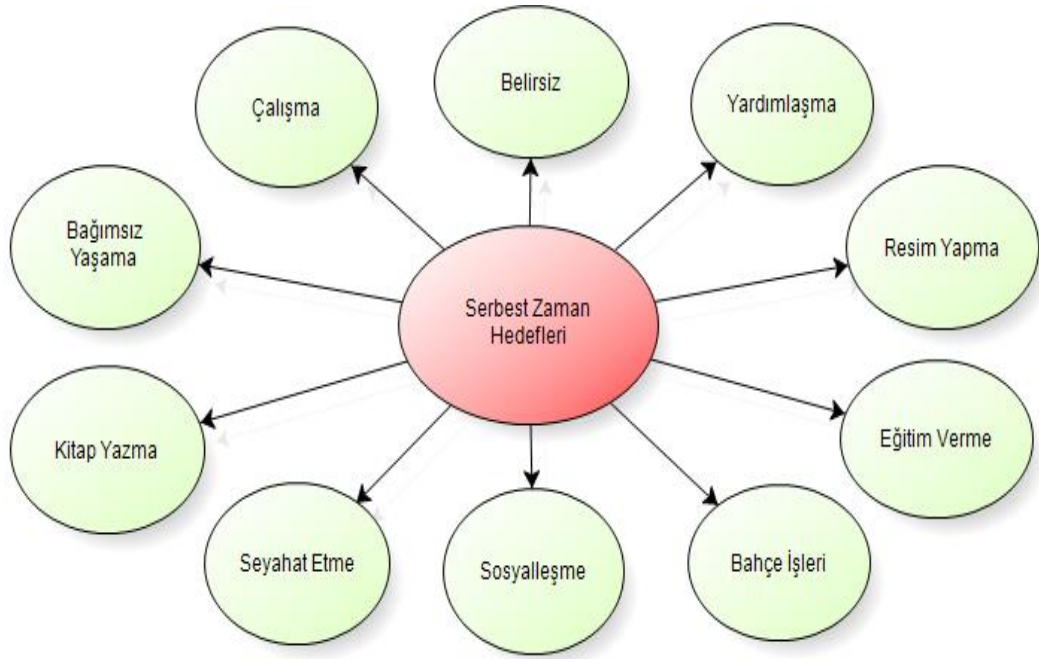 Belirsiz
Çalışma
Yardımlaşma
Bağımsız
Yaşama
Resim Yapma
Serbest Zaman
Hedefleri
Kitap Yazma
Eğitim Verme
Seyahat Etme
Sosyalleşme
Bahçe İşleri